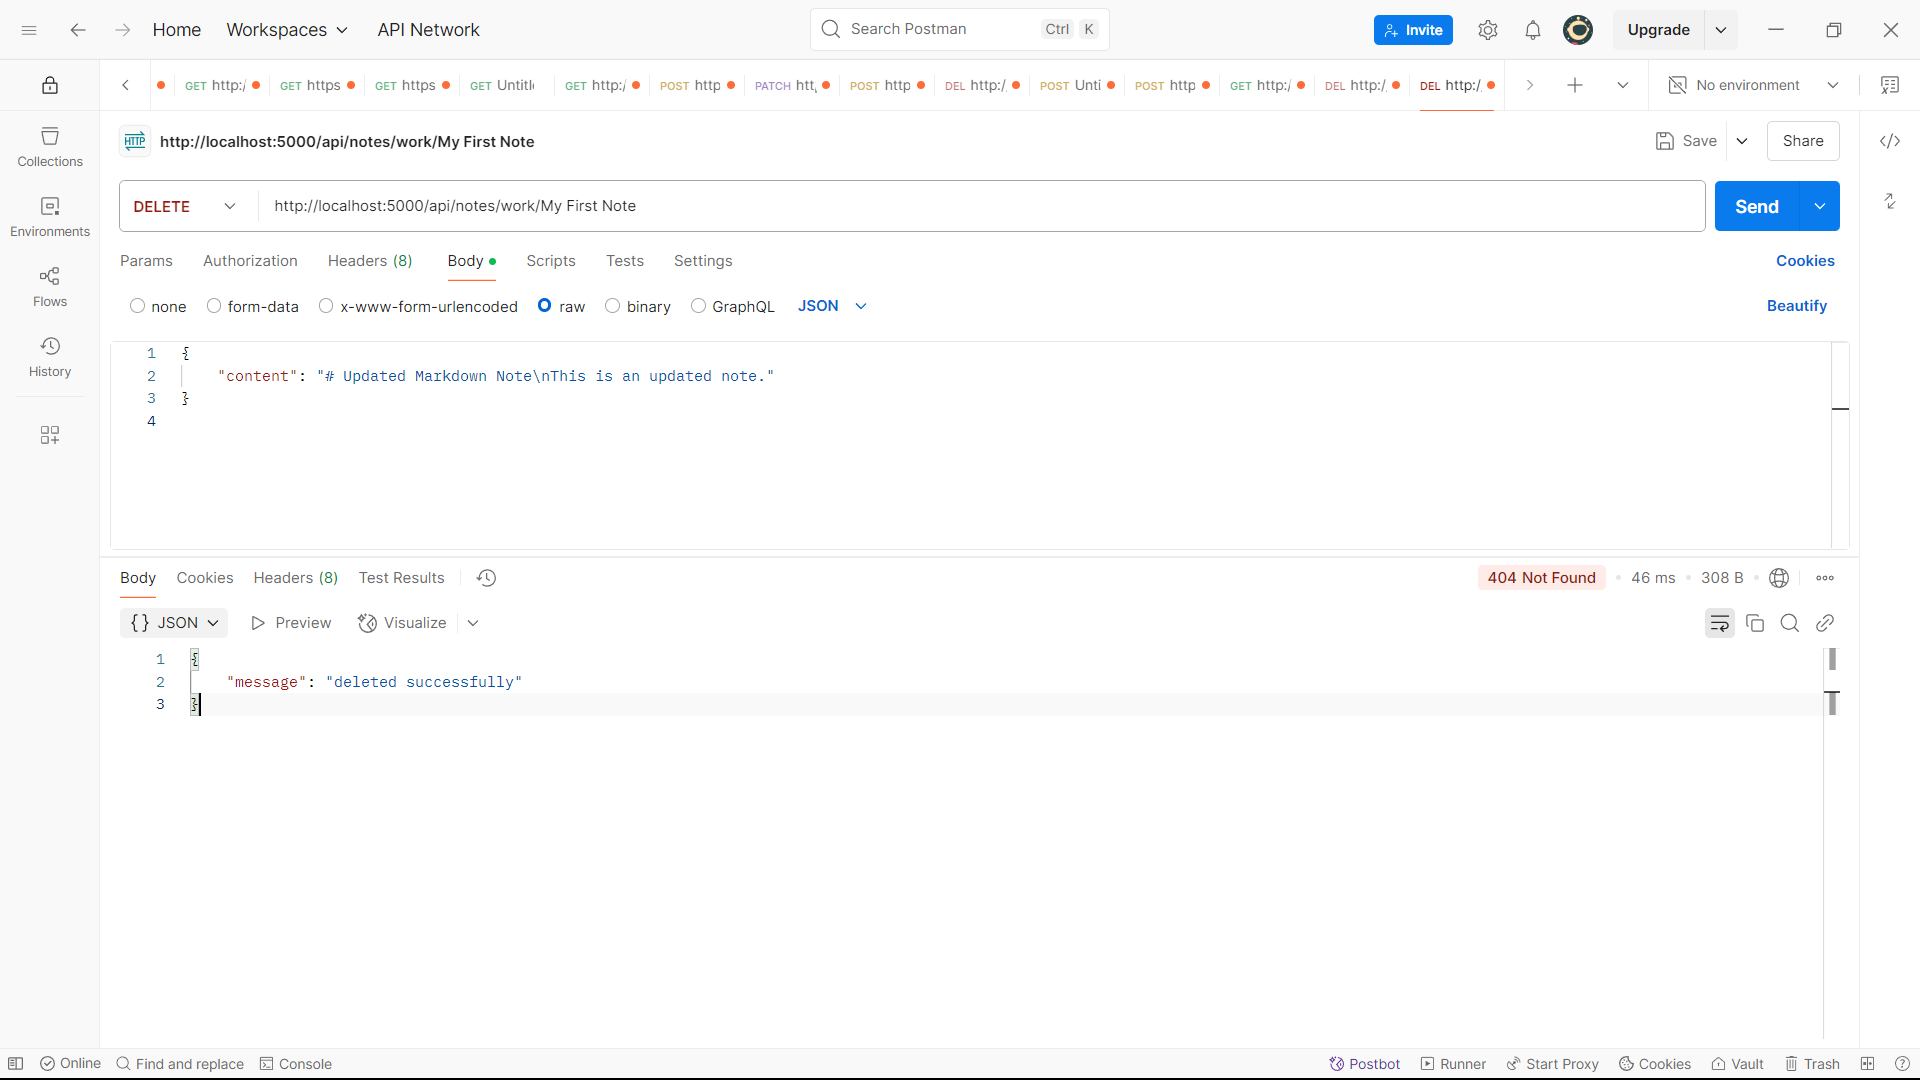 Home Workspaces API Network Search Postman Ctrl K Invite Upgrade
GET http:/ GET https GET https GET Untitle GET http:/ POST http PATCH htt POST http DEL http:/ POST Unti POST http GET http:/ DEL http:/ DEL http:/ No environment
HTTP http://localhost:5000/api/notes/work/My First Note Save Share
Collections
DELETE http://localhost:5000/api/notes/work/My First Note Send
Environments
Params Authorization Headers (8) Body Scripts Tests Settings Cookies
Flows
none form-data x-www-form-urlencoded raw binary GraphQL JSON Beautify
History
1 {
2 "content": "# Updated Markdown Note\nThis is an updated note."
3 }
4
Body Cookies Headers (8) Test Results 404 Not Found 46 ms 308 B
{} JSON Preview Visualize
1 {
2 "message": "deleted successfully"
3 }
Online Find and replace Console Postbot Runner Start Proxy Cookies Vault Trash